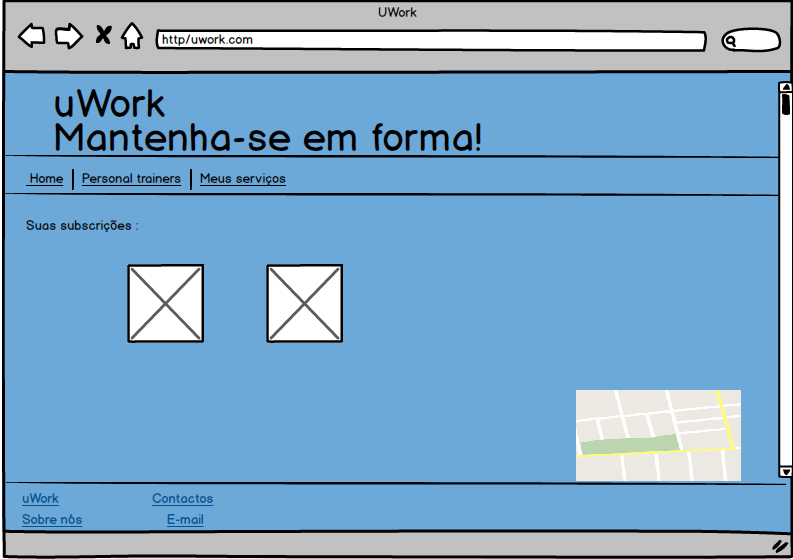 UWork
http/uwork.com
uWork
Mantenha-se em forma!
Home Personal trainers Meus serviços
Suas subscrições :
uWork Contactos
Sobre nós E-mail